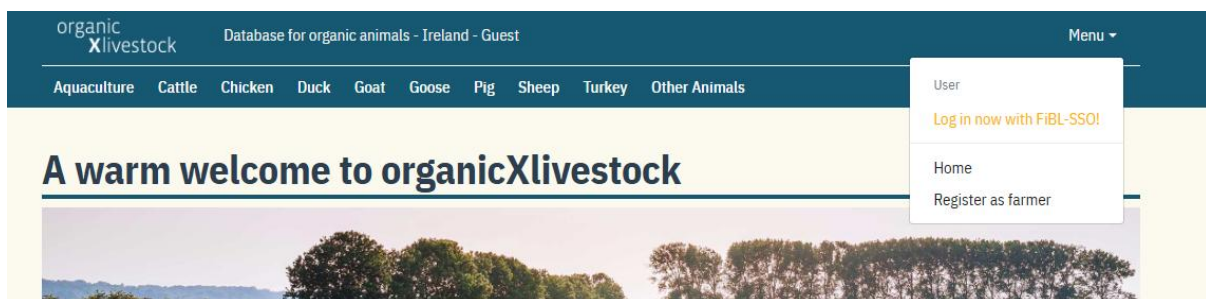 organic
Xlivestock
Database for organic animals - Ireland - Guest
Menu
Aquaculture Cattle Chicken Duck Goat Goose Pig Sheep Turkey Other Animals
User
Log in now with FiBL-SSO!
Home
Register as farmer
A warm welcome to organicXlivestock